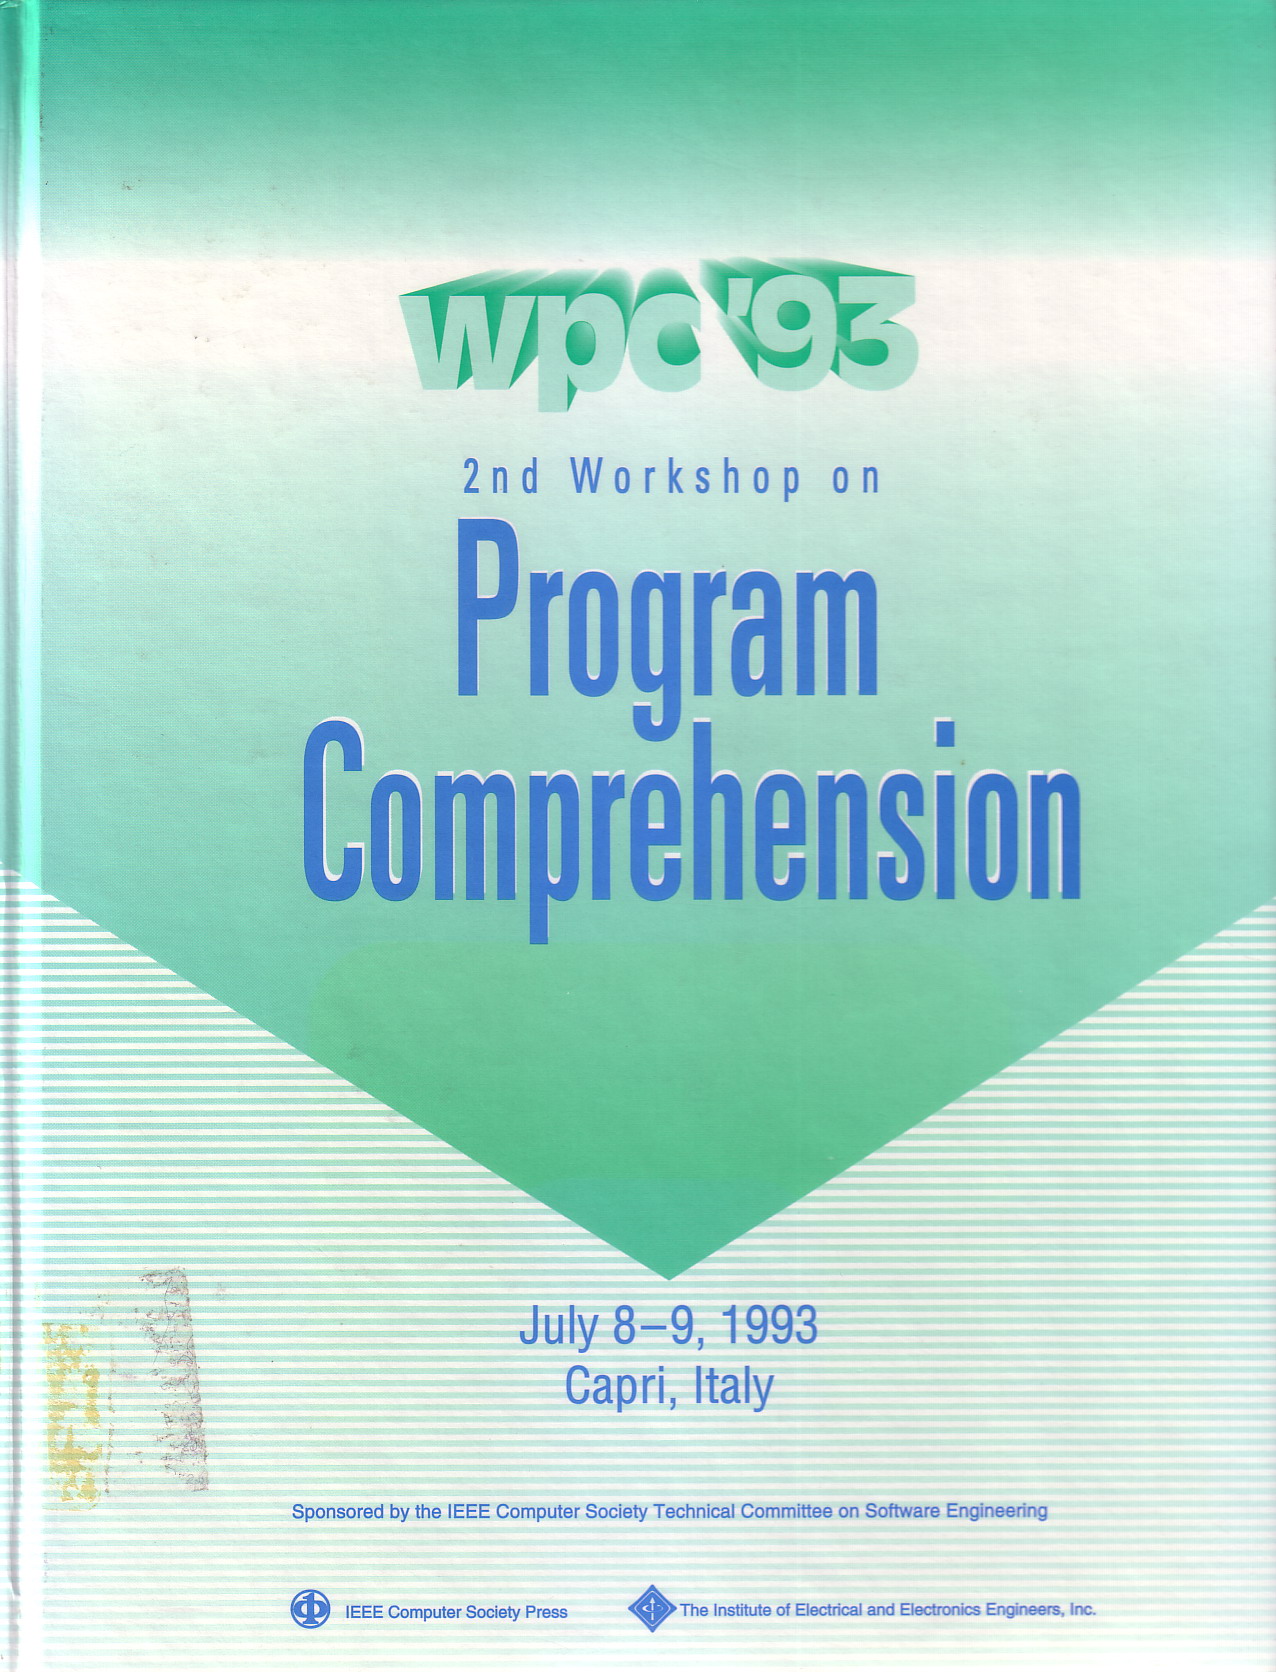 wpc '93
2nd Workshop on
Program
Comprehension
July 8–9, 1993
Capri, Italy
Sponsored by the IEEE Computer Society Technical Committee on Software Engineering
IEEE Computer Society Press
The Institute of Electrical and Electronics Engineers, Inc.